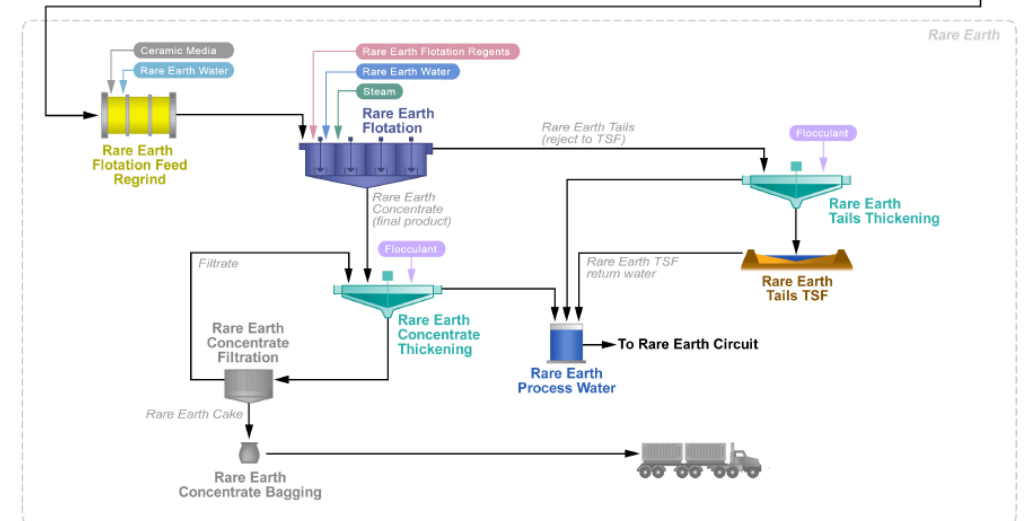 Rare Earth
Ceramic Media
Rare Earth Water
Rare Earth Flotation Regents
Rare Earth Water
Steam
Rare Earth
Flotation
Rare Earth Tails
(reject to TSF)
Flocculant
Rare Earth
Flotation Feed
Regrind
Rare Earth
Concentrate
(final product)
Rare Earth
Tails Thickening
Flocculant
Filtrate
Rare Earth TSF
return water
Rare Earth
Tails TSF
Rare Earth
Concentrate
Thickening
Rare Earth
Concentrate
Filtration
To Rare Earth Circuit
Rare Earth
Process Water
Rare Earth Cake
Rare Earth
Concentrate Bagging